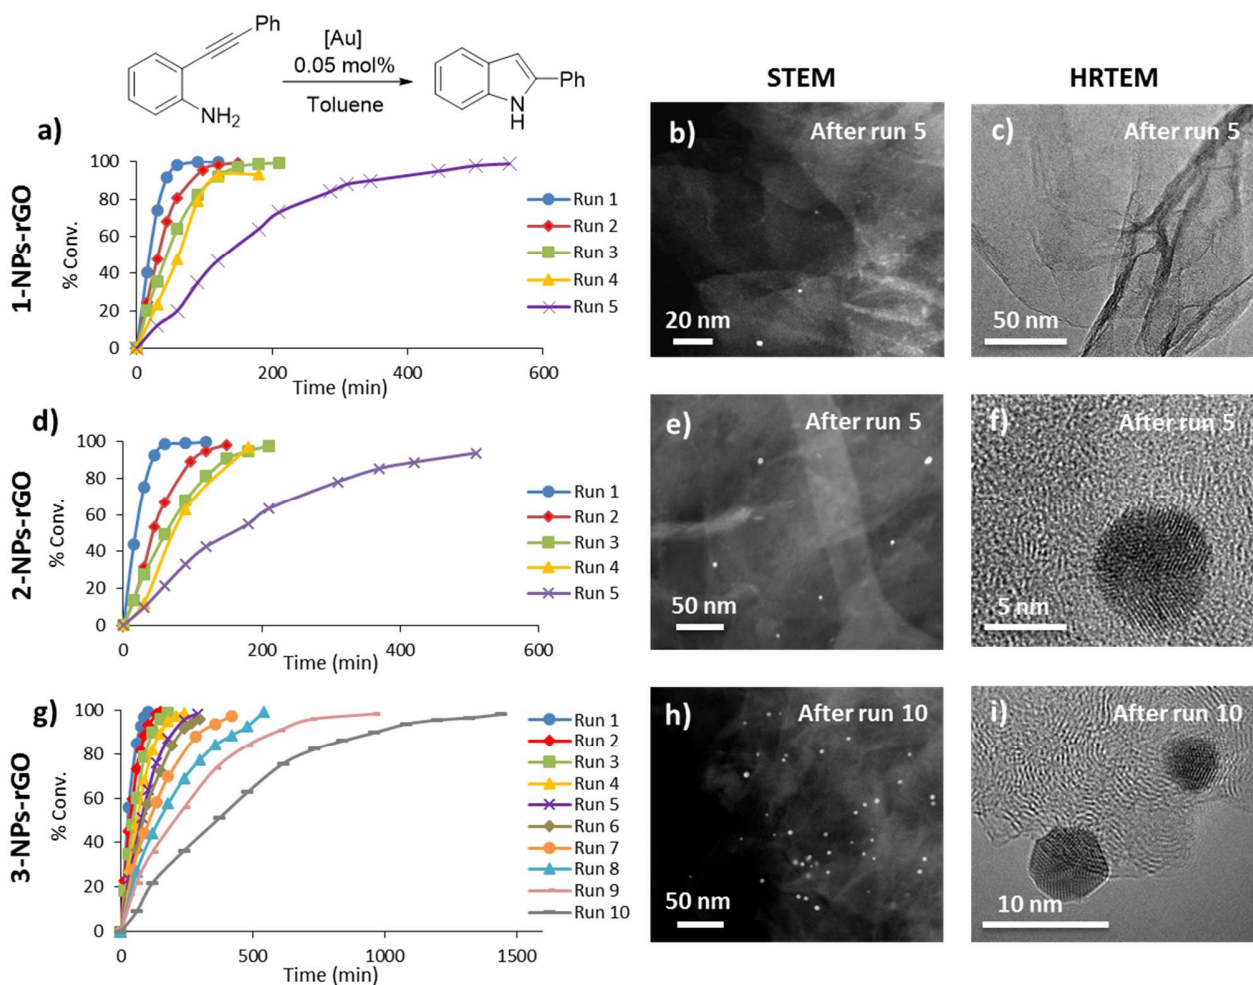 Ph
[Au]
0.05 mol%
Toluene
NH2
Ph
N
H
STEM
HRTEM
1-NPs-rGO
a)
% Conv.
100
80
60
40
20
0
0
200
400
600
Time (min)
Run 1
Run 2
Run 3
Run 4
Run 5
b)
After run 5
20 nm
c)
After run 5
50 nm
2-NPs-rGO
d)
% Conv.
100
80
60
40
20
0
0
200
400
600
Time (min)
Run 1
Run 2
Run 3
Run 4
Run 5
e)
After run 5
50 nm
f)
After run 5
5 nm
3-NPs-rGO
g)
% Conv.
100
80
60
40
20
0
0
500
1000
1500
Time (min)
Run 1
Run 2
Run 3
Run 4
Run 5
Run 6
Run 7
Run 8
Run 9
Run 10
h)
After run 10
50 nm
i)
After run 10
10 nm